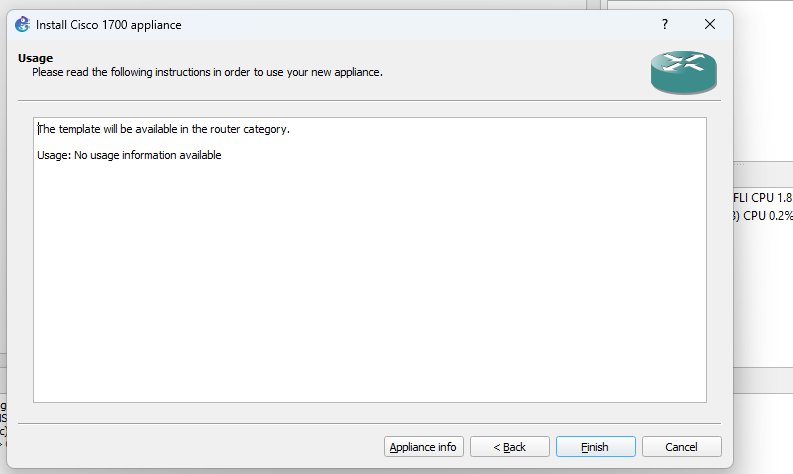 Install Cisco 1700 appliance
?
Usage
Please read the following instructions in order to use your new appliance.
The template will be available in the router category.
Usage: No usage information available
FLI CPU 1.8
) CPU 0.2%
Appliance info
< Back
Finish
Cancel